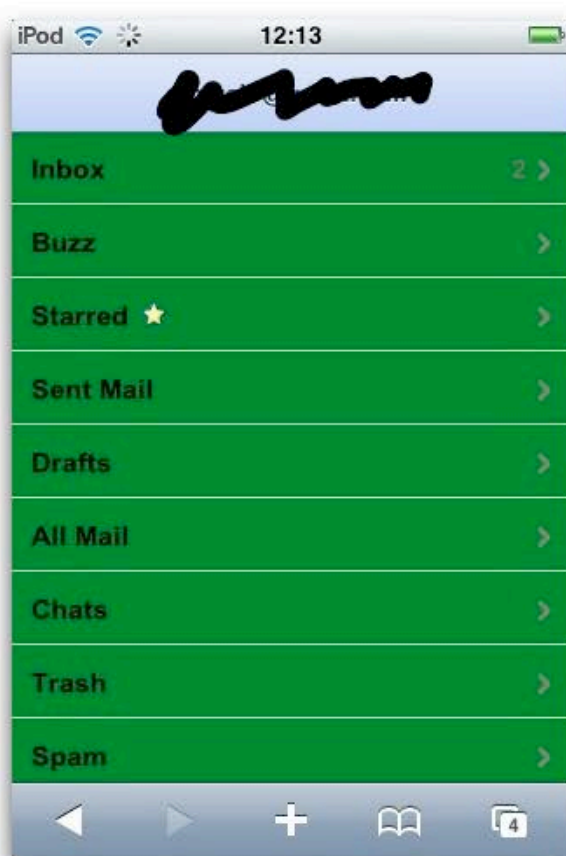 iPod 12:13
Inbox 2
Buzz
Starred
Sent Mail
Drafts
All Mail
Chats
Trash
Spam
4